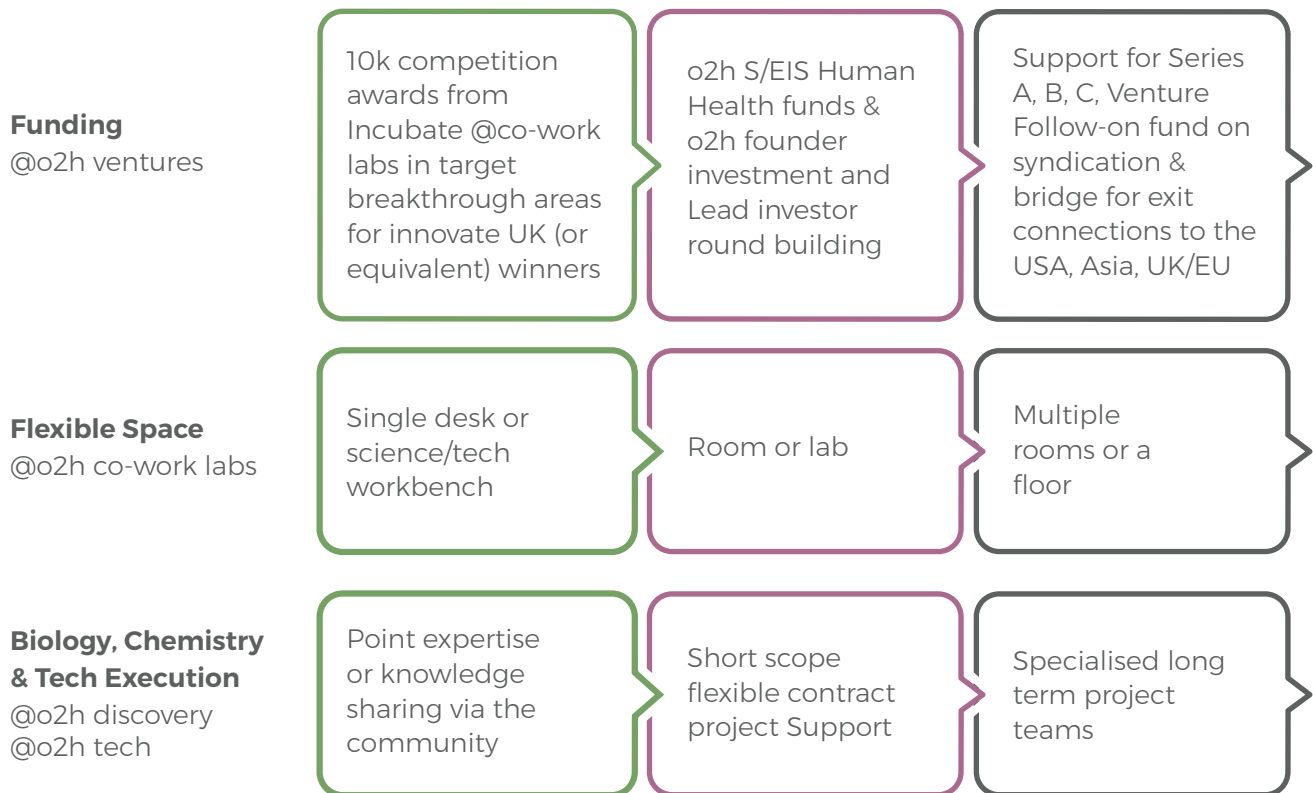 Funding
@o2h ventures
10k competition
awards from
Incubate @co-work
labs in target
breakthrough areas
for innovate UK (or
equivalent) winners
o2h S/EIS Human
Health funds &
o2h founder
investment and
Lead investor
round building
Support for Series
A, B, C, Venture
Follow-on fund on
syndication &
bridge for exit
connections to the
USA, Asia, UK/EU
Flexible Space
@o2h co-work labs
Single desk or
science/tech
workbench
Room or lab
Multiple
rooms or a
floor
Biology, Chemistry
& Tech Execution
@o2h discovery
@o2h tech
Point expertise
or knowledge
sharing via the
community
Short scope
flexible contract
project Support
Specialised long
term project
teams